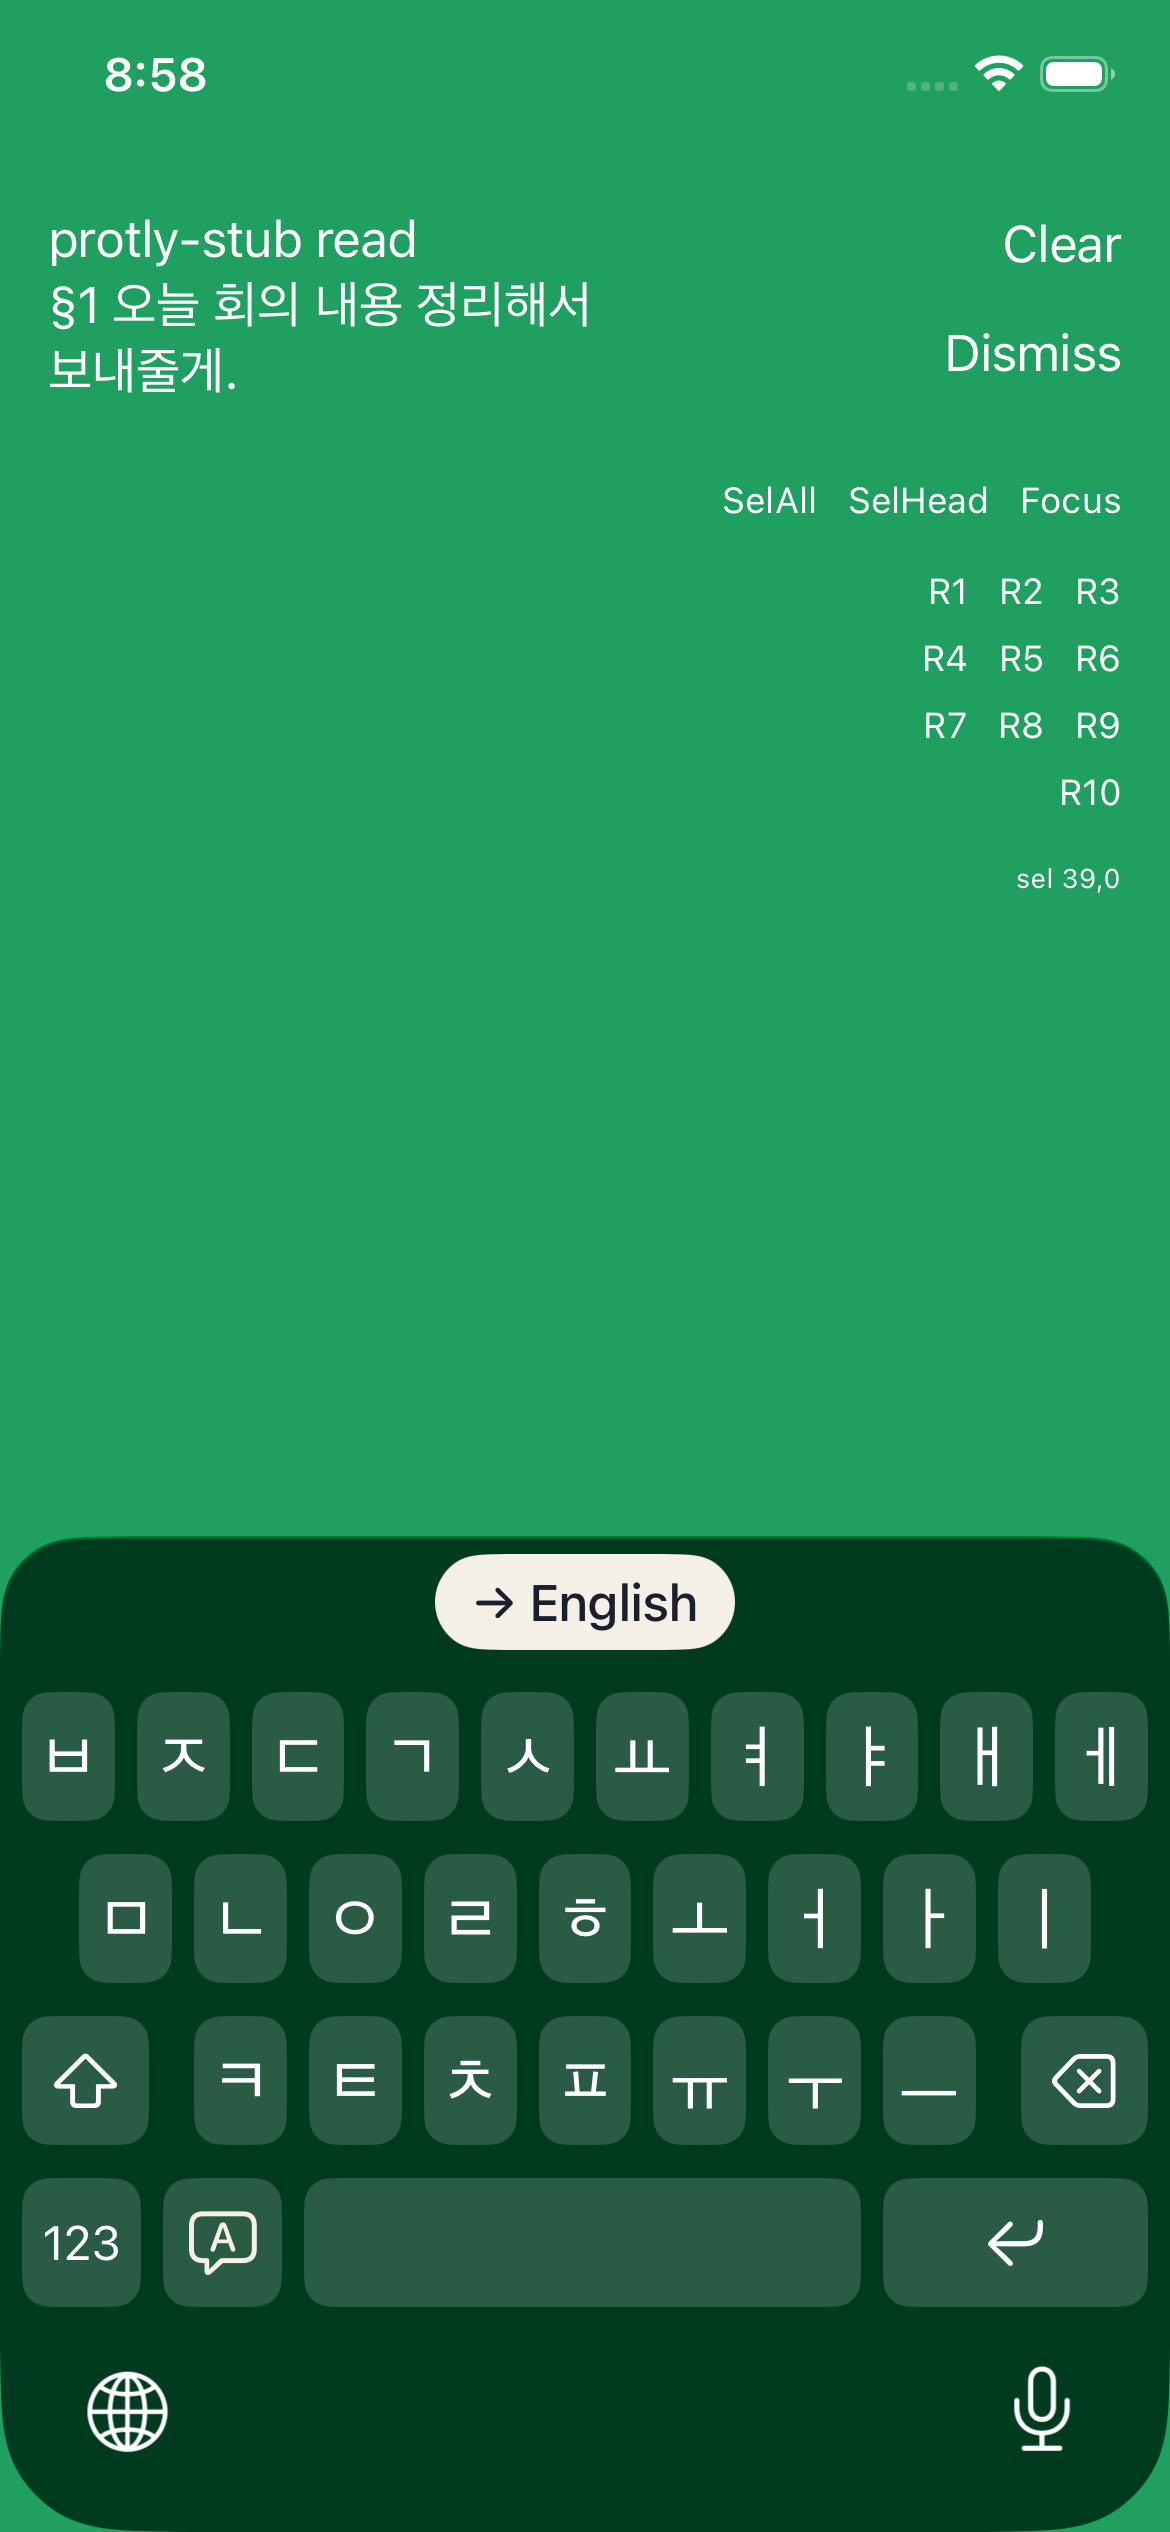 8:58
protly-stub read
§1 오늘 회의 내용 정리해서
보내줄게.
Clear
Dismiss
SelAll SelHead Focus
R1 R2 R3
R4 R5 R6
R7 R8 R9
R10
sel 39,0
→ English
ㅂ ㅈ ㄷ ㄱ ㅅ ㅛ ㅕ ㅑ ㅐ ㅔ
ㅁ ㄴ ㅇ ㄹ ㅎ ㅗ ㅓ ㅏ ㅣ
ㅋ ㅌ ㅊ ㅍ ㅠ ㅜ ㅡ
123 A